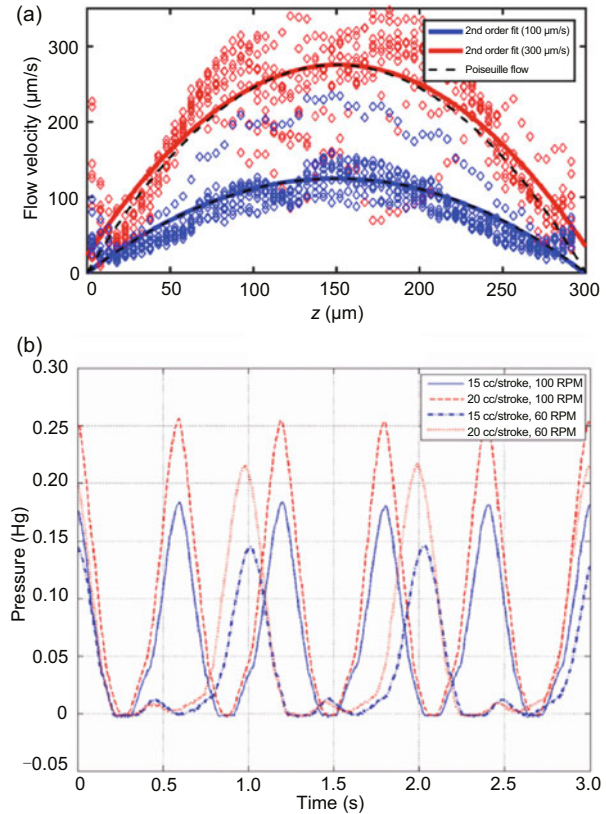 (a)
2nd order fit (100 µm/s)
2nd order fit (300 µm/s)
Poiseuille flow
Flow velocity (µm/s)
300
200
100
0
0
50
100
150
200
250
300
z (µm)
(b)
15 cc/stroke, 100 RPM
20 cc/stroke, 100 RPM
15 cc/stroke, 60 RPM
20 cc/stroke, 60 RPM
Pressure (Hg)
0.30
0.25
0.20
0.15
0.10
0.05
0
−0.05
0
0.5
1.0
1.5
2.0
2.5
3.0
Time (s)